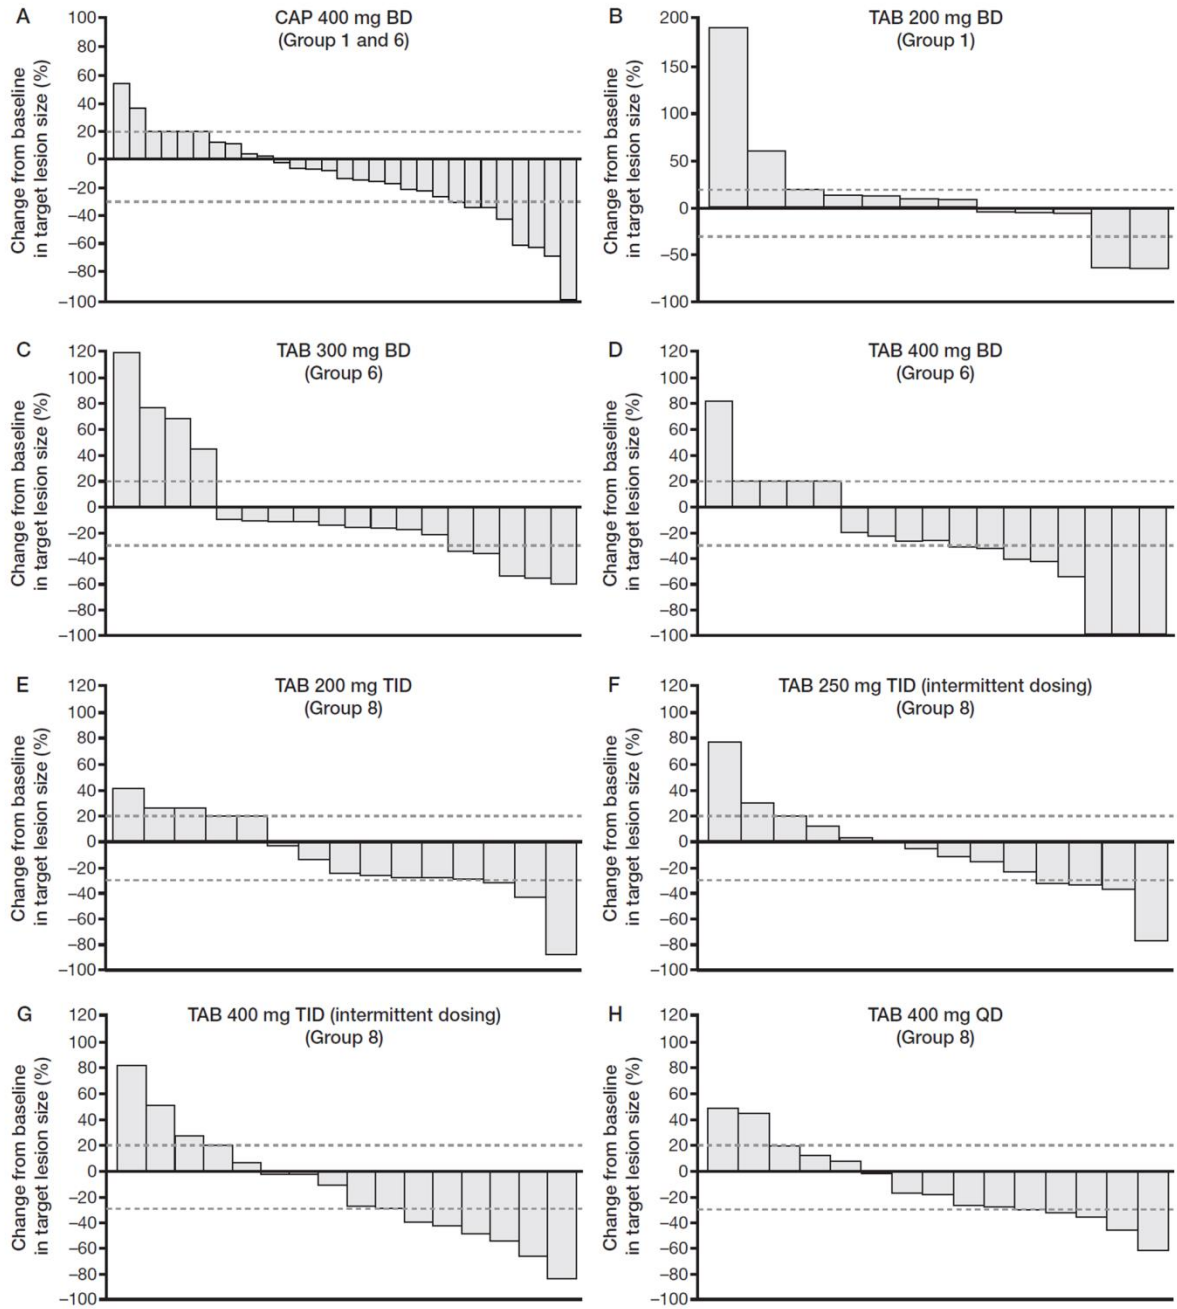 A
CAP 400 mg BD
(Group 1 and 6)
Change from baseline
in target lesion size (%)
100
80
60
40
20
0
−20
−40
−60
−80
−100
B
TAB 200 mg BD
(Group 1)
Change from baseline
in target lesion size (%)
200
150
100
50
0
−50
−100
C
TAB 300 mg BD
(Group 6)
Change from baseline
in target lesion size (%)
120
100
80
60
40
20
0
−20
−40
−60
−80
−100
D
TAB 400 mg BD
(Group 6)
Change from baseline
in target lesion size (%)
120
100
80
60
40
20
0
−20
−40
−60
−80
−100
E
TAB 200 mg TID
(Group 8)
Change from baseline
in target lesion size (%)
120
100
80
60
40
20
0
−20
−40
−60
−80
−100
F
TAB 250 mg TID (intermittent dosing)
(Group 8)
Change from baseline
in target lesion size (%)
120
100
80
60
40
20
0
−20
−40
−60
−80
−100
G
TAB 400 mg TID (intermittent dosing)
(Group 8)
Change from baseline
in target lesion size (%)
120
100
80
60
40
20
0
−20
−40
−60
−80
−100
H
TAB 400 mg QD
(Group 8)
Change from baseline
in target lesion size (%)
120
100
80
60
40
20
0
−20
−40
−60
−80
−100